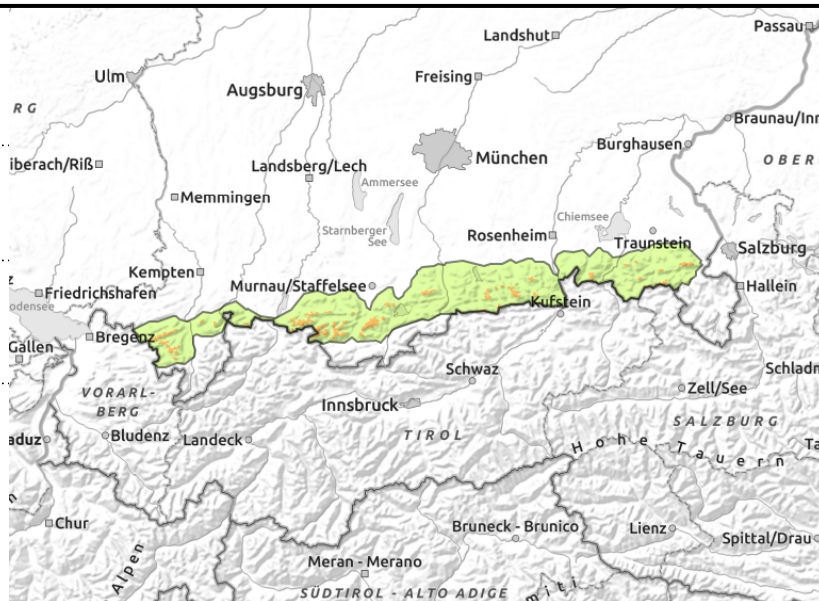 Passau
Landshut
Ulm
Freising
Augsburg
RG
Braunau/Inn
Burghausen
OBER
iberach/Riß
Landsberg/Lech
München
Ammersee
Memmingen
Starnberger
See
Chiemsee
Rosenheim
Traunstein
Salzburg
Kempten
Murnau/Staffelsee
Hallein
Friedrichshafen
odensee
Kufstein
Bregenz
Gallen
Schwaz
Schladm
VORARL-
BERG
Zell/See
Innsbruck
SALZBURG
TIROL
aduz
Bludenz
Landeck
Hohe Tauern
Ta
Chur
Bruneck - Brunico
Lienz
Spittal/Drau
Alpen
Meran - Merano
SÜDTIROL - ALTO ADIGE
miti